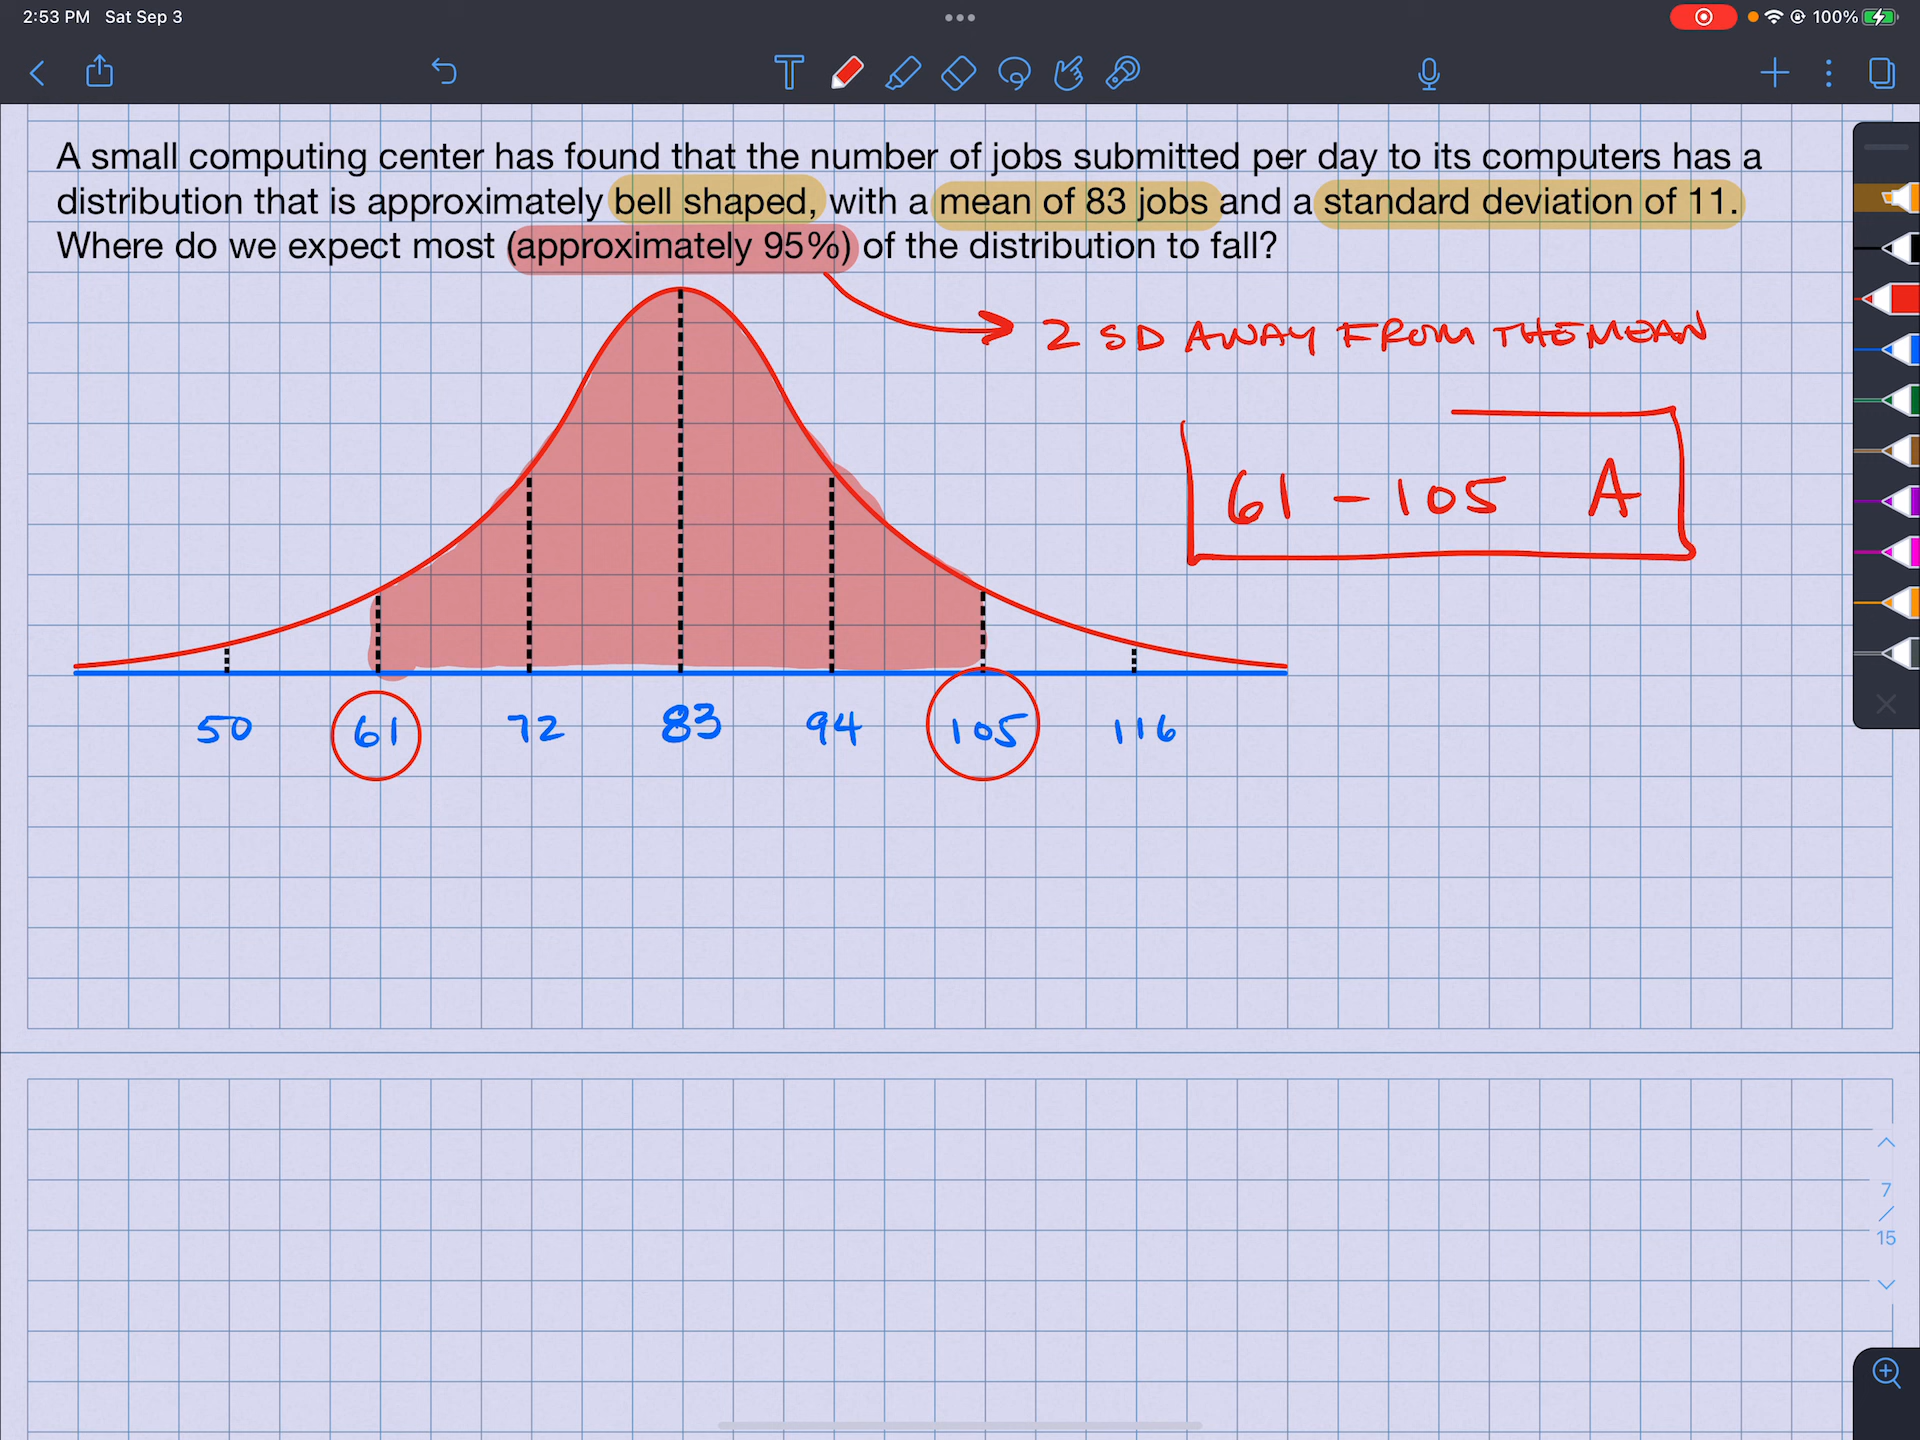 2:53 PM Sat Sep 3
100%
A small computing center has found that the number of jobs submitted per day to its computers has a
distribution that is approximately bell shaped, with a mean of 83 jobs and a standard deviation of 11.
Where do we expect most (approximately 95%) of the distribution to fall?
2 SD AWAY FROM THE MEAN
61 - 105 A
50 61 72 83 94 105 116
7
/
15